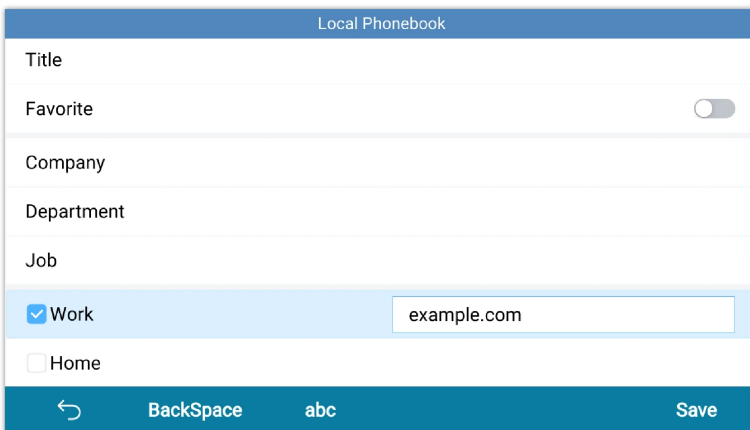 Local Phonebook
Title
Favorite
Company
Department
Job
Work example.com
Home
BackSpace abc Save